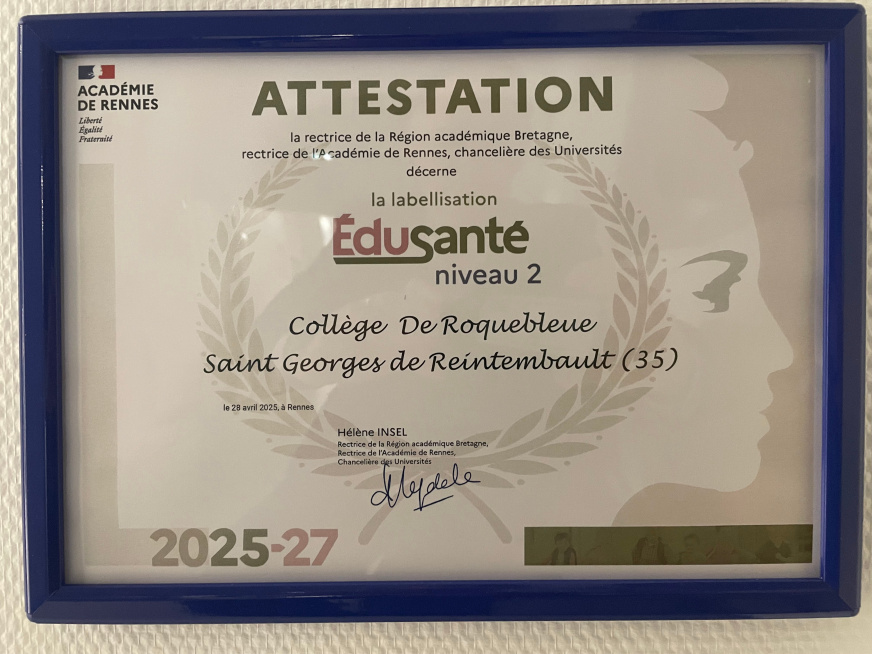 ACADÉMIE
DE RENNES
Liberté
Égalité
Fraternité
ATTESTATION
la rectrice de la Région académique Bretagne,
rectrice de l'Académie de Rennes, chancelière des Universités
décerne
la labellisation
Édusanté
niveau 2
Collège De Roquebleue
Saint Georges de Reintembault (35)
le 28 avril 2025, à Rennes
Hélène INSEL
Rectrice de la Région académique Bretagne,
Rectrice de l'Académie de Rennes,
Chancelière des Universités
2025-27